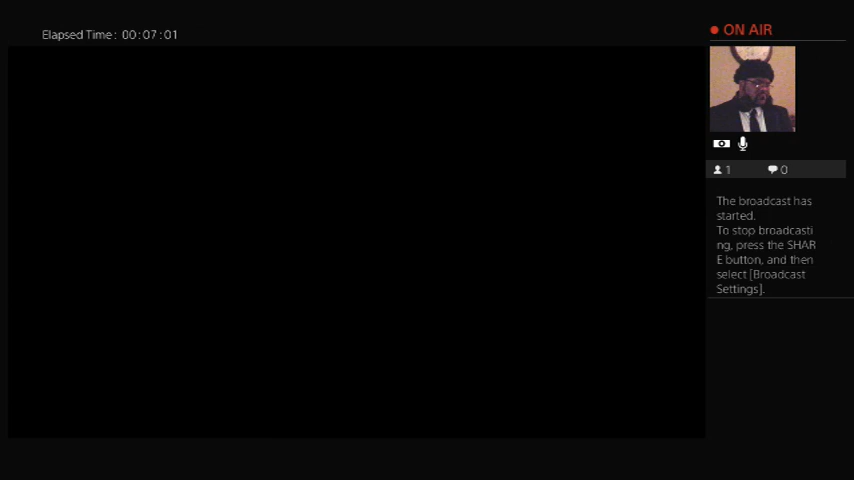 Elapsed Time : 00:07:01
ON AIR
1 0
The broadcast has
started.
To stop broadcasti
ng, press the SHAR
E button, and then
select [Broadcast
Settings].